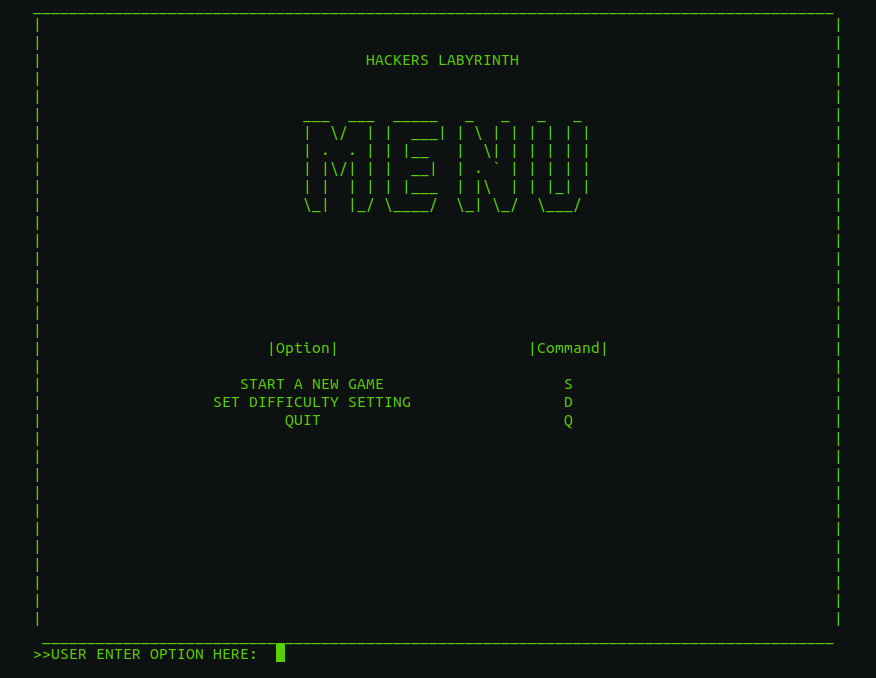 HACKERS LABYRINTH
MENU
|Option| |Command|
START A NEW GAME S
SET DIFFICULTY SETTING D
QUIT Q
>>USER ENTER OPTION HERE: